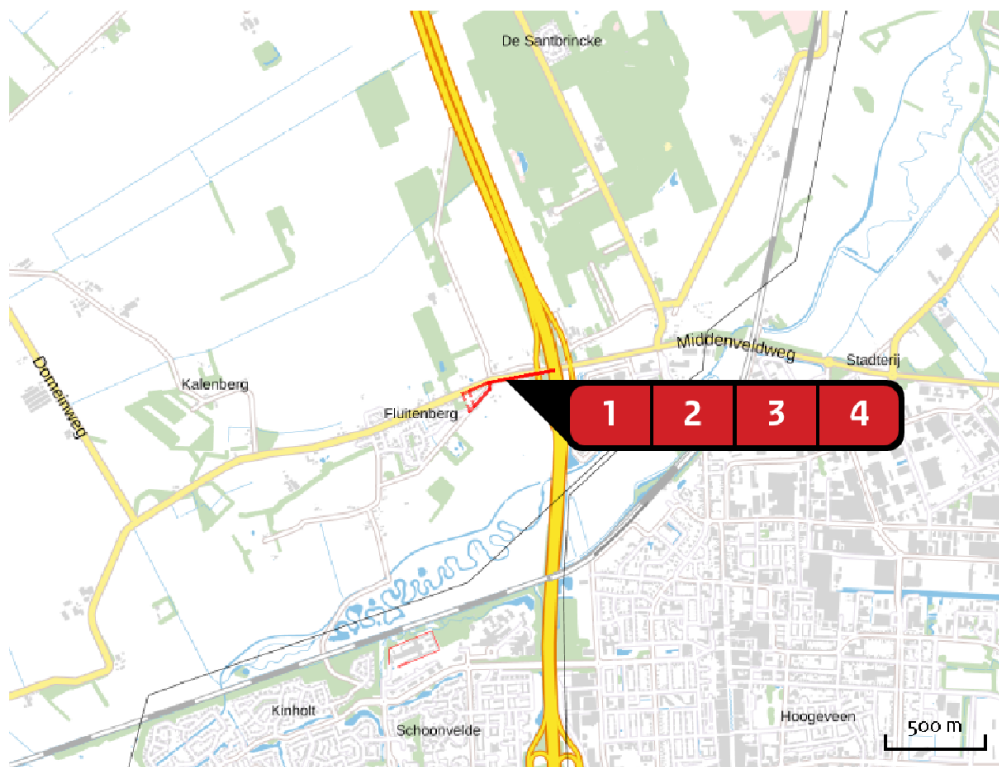 De Santbrincke
Middenveldweg
Stadterij
Domeinweg
Kalenberg
Fluitenberg
1 2 3 4
Kinholt
Hoogeveen
Schoonvelde
500 m